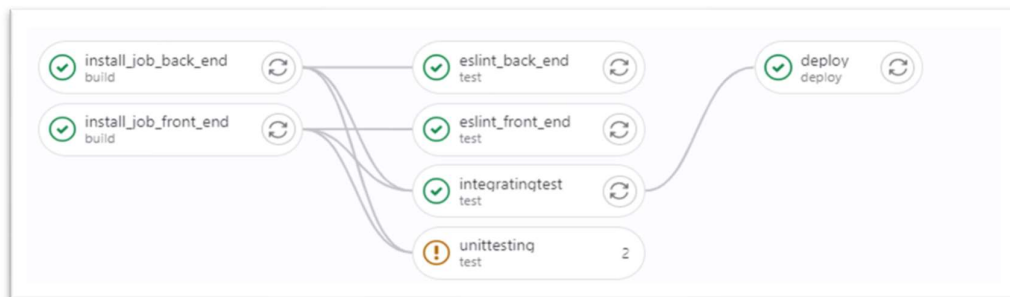 install_job_back_end
build
install_job_front_end
build
eslint_back_end
test
eslint_front_end
test
integratingtest
test
unittesting
test
2
deploy
deploy